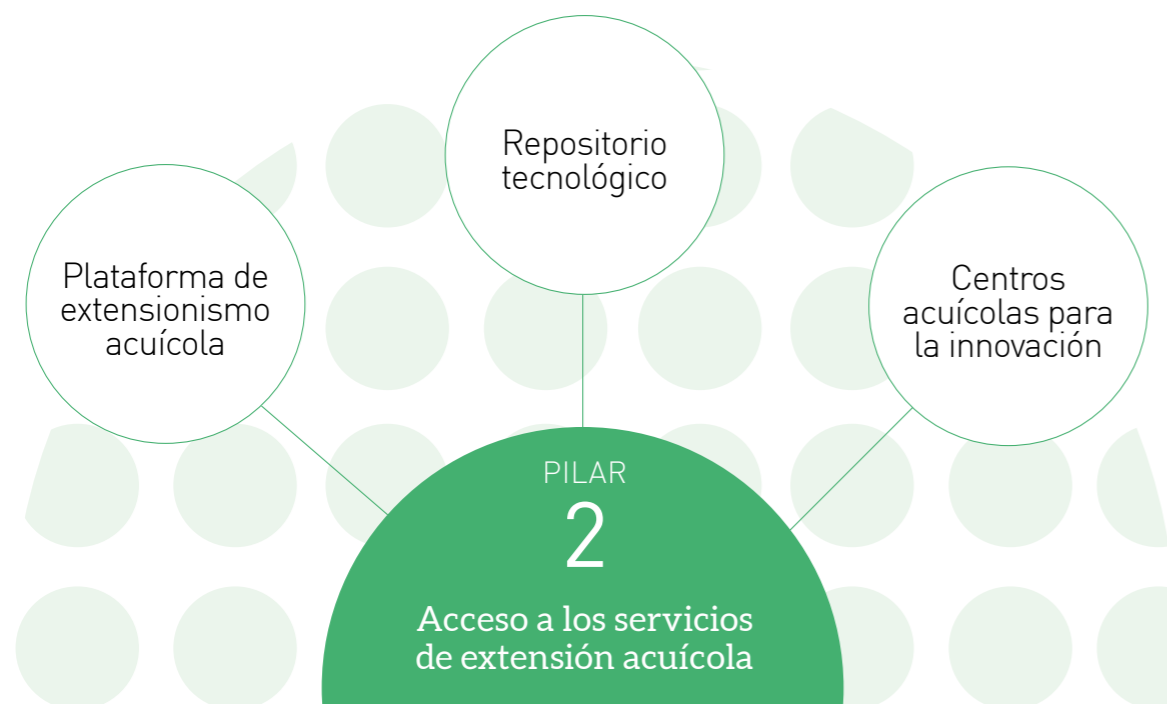 Repositorio
tecnológico
Plataforma de
extensionismo
acuícola
Centros
acuícolas para
la innovación
PILAR
2
Acceso a los servicios
de extensión acuícola